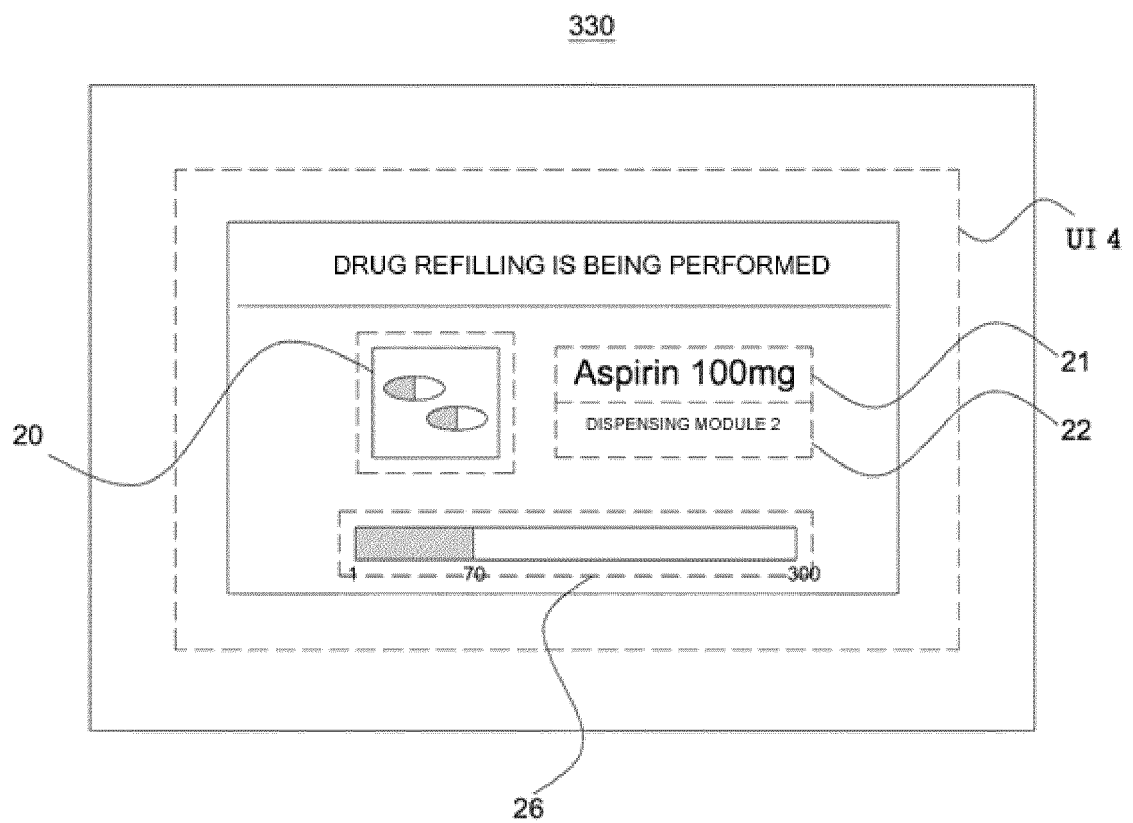 330
UI 4
DRUG REFILLING IS BEING PERFORMED
Aspirin 100mg
21
DISPENSING MODULE 2
22
20
1 70 300
26